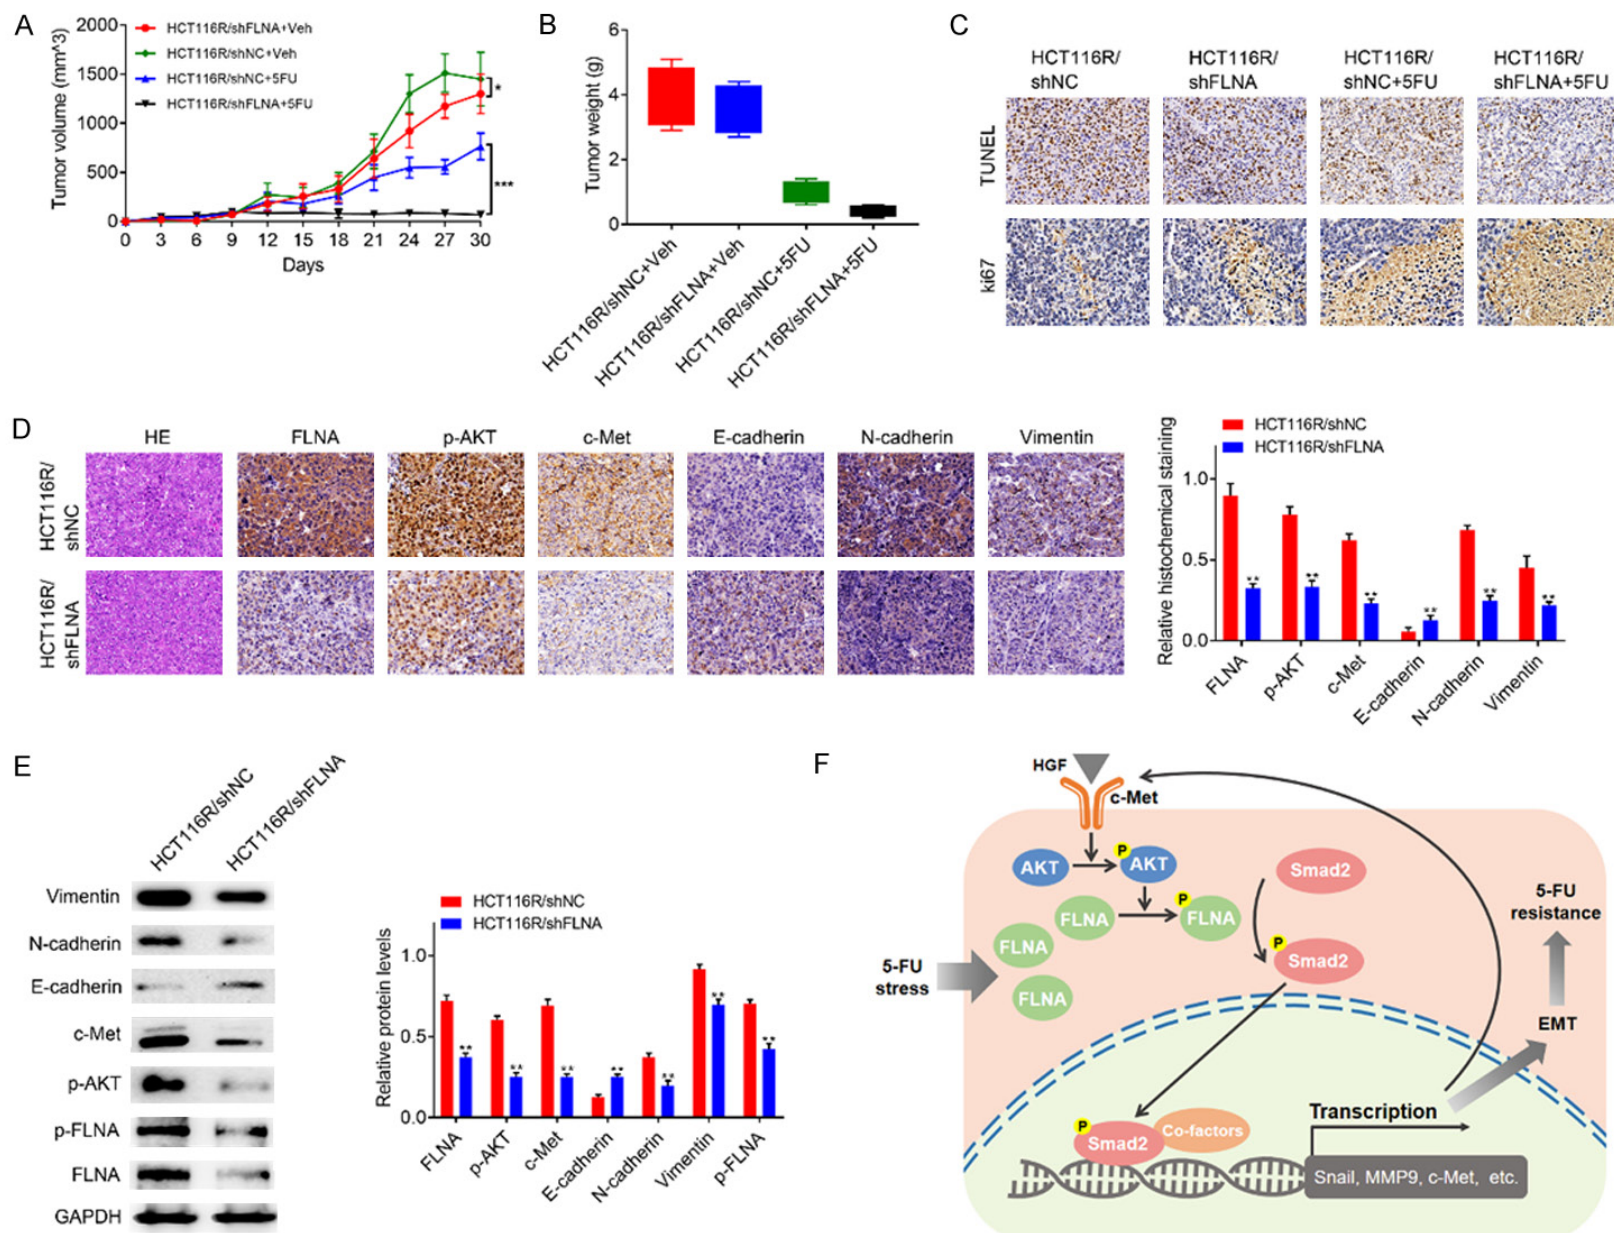 A
Tumor volume (mm^3)
2000
1500
1000
500
0
HCT116R/shFLNA+Veh
HCT116R/shNC+Veh
HCT116R/shNC+5FU
HCT116R/shFLNA+5FU
*
***
0 3 6 9 12 15 18 21 24 27 30
Days
B
Tumor weight (g)
6
4
2
0
HCT116R/shNC+Veh
HCT116R/shFLNA+Veh
HCT116R/shNC+5FU
HCT116R/shFLNA+5FU
C
HCT116R/
shNC
HCT116R/
shFLNA
HCT116R/
shNC+5FU
HCT116R/
shFLNA+5FU
TUNEL
ki67
D
HE FLNA p-AKT c-Met E-cadherin N-cadherin Vimentin
HCT116R/
shNC
HCT116R/
shFLNA
HCT116R/shNC
HCT116R/shFLNA
Relative histochemical staining
1.0
0.5
0.0
** ** ** ** ** **
FLNA
p-AKT
c-Met
E-cadherin
N-cadherin
Vimentin
E
HCT116R/shNC
HCT116R/shFLNA
Vimentin
N-cadherin
E-cadherin
c-Met
p-AKT
p-FLNA
FLNA
GAPDH
HCT116R/shNC
HCT116R/shFLNA
Relative protein levels
1.0
0.5
0.0
** ** ** ** ** ** **
FLNA
p-AKT
c-Met
E-cadherin
N-cadherin
Vimentin
p-FLNA
F
HGF
c-Met
AKT
P
AKT
Smad2
FLNA
P
FLNA
FLNA
FLNA
P
Smad2
5-FU
stress
5-FU
resistance
EMT
Transcription
P
Smad2
Co-factors
Snail, MMP9, c-Met, etc.